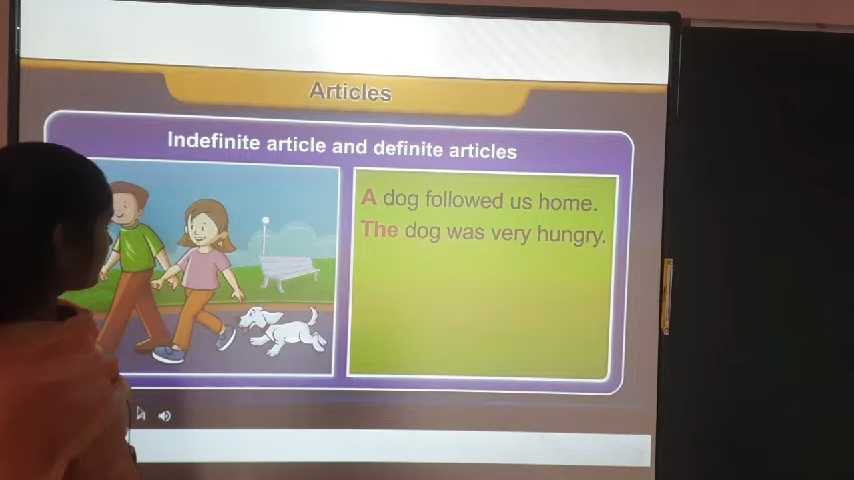 Articles
Indefinite article and definite articles
A dog followed us home.
The dog was very hungry.